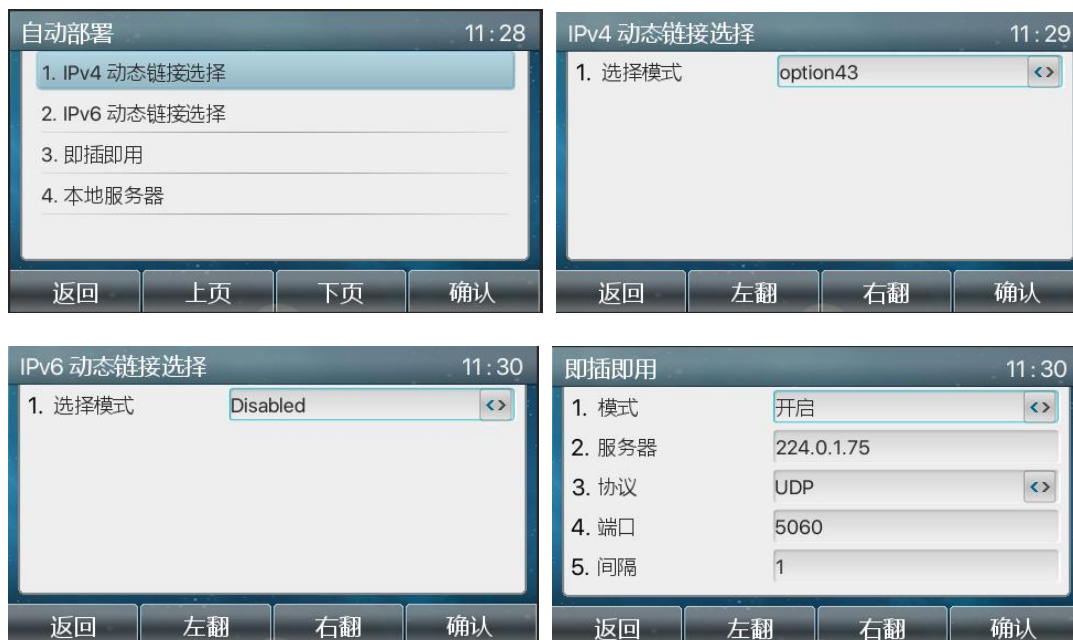 自动部署 11:28
1. IPv4 动态链接选择
2. IPv6 动态链接选择
3. 即插即用
4. 本地服务器
返回 上页 下页 确认
IPv4 动态链接选择 11:29
1. 选择模式 option43 <>
返回 左翻 右翻 确认
IPv6 动态链接选择 11:30
1. 选择模式 Disabled <>
返回 左翻 右翻 确认
即插即用 11:30
1. 模式 开启 <>
2. 服务器 224.0.1.75
3. 协议 UDP <>
4. 端口 5060
5. 间隔 1
返回 左翻 右翻 确认